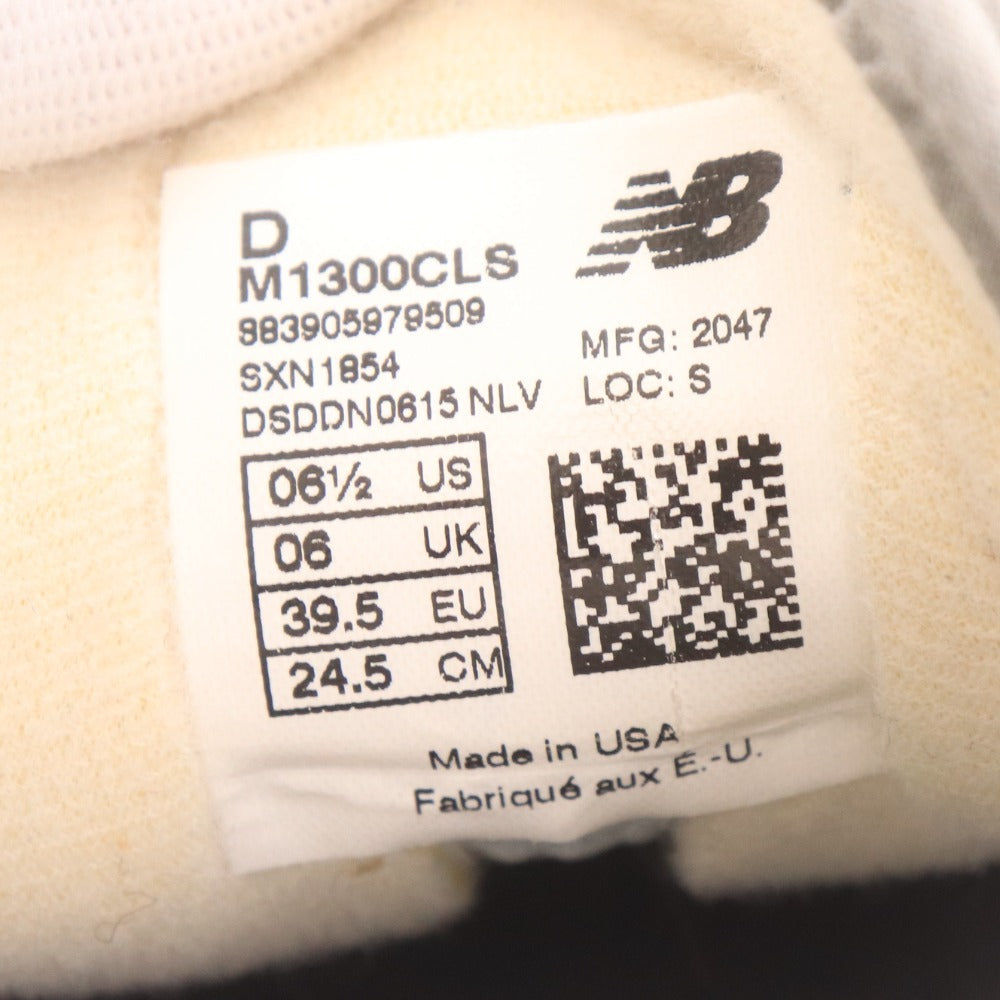 D
NB
M1300CLS
983905979509
SXN1854
MFG: 2047
DSDDN0615 NLV
LOC: S
06½ US
06 UK
39.5 EU
24.5 CM
Made in USA
Fabriqué aux É.-U.